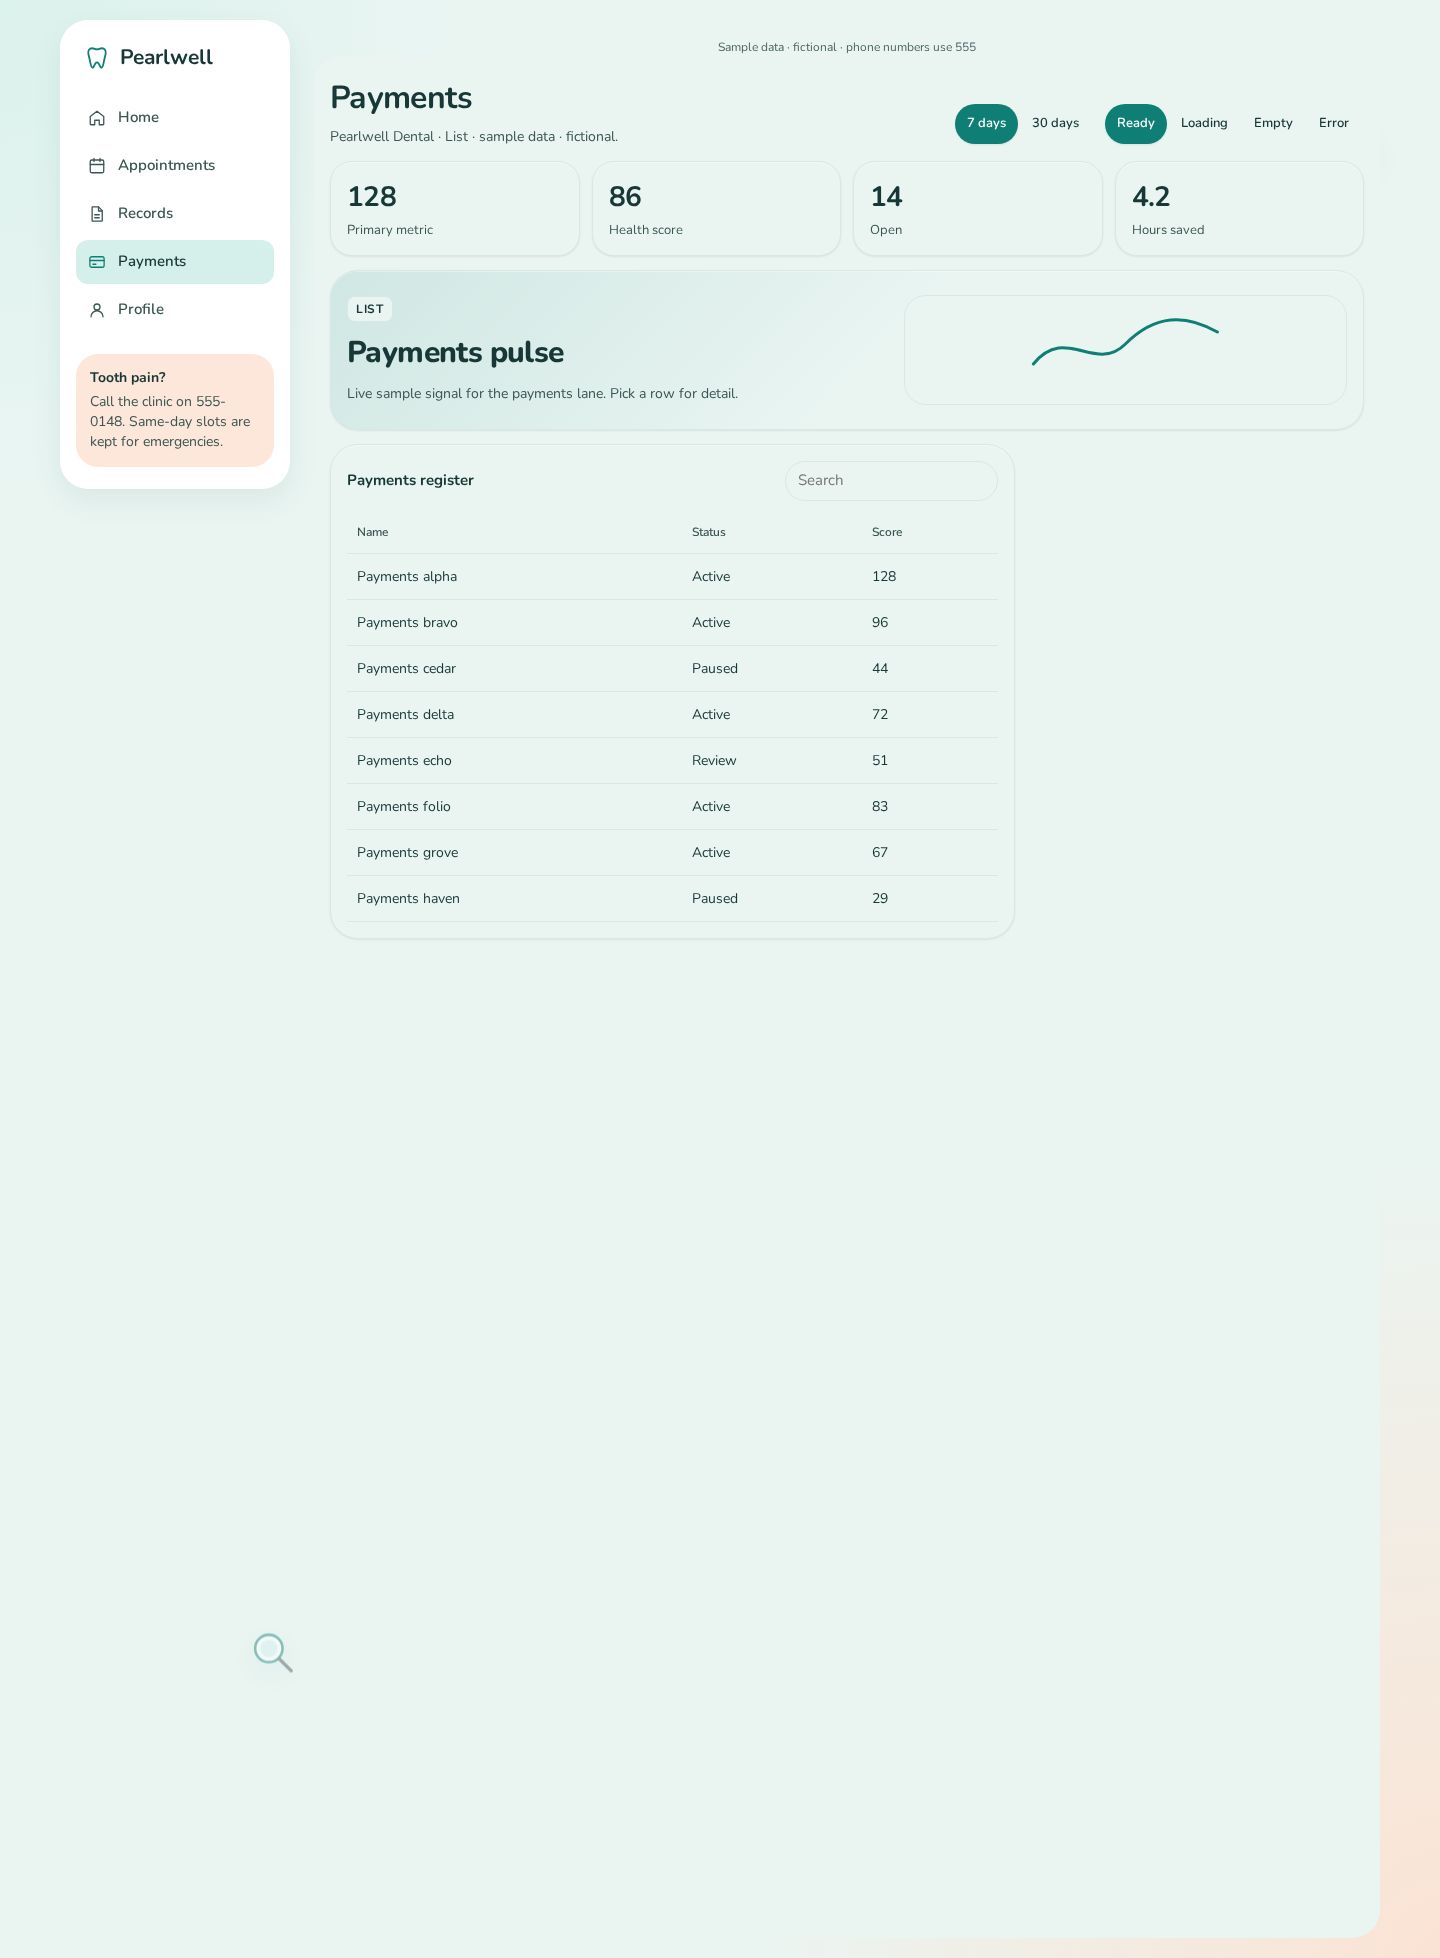 Pearlwell
Home
Appointments
Records
Payments
Profile
Tooth pain?
Call the clinic on 555-
0148. Same-day slots are
kept for emergencies.
Sample data · fictional · phone numbers use 555
Payments
Pearlwell Dental · List · sample data · fictional.
7 days 30 days Ready Loading Empty Error
128
Primary metric
86
Health score
14
Open
4.2
Hours saved
LIST
Payments pulse
Live sample signal for the payments lane. Pick a row for detail.
Payments register
Search
Name Status Score
Payments alpha Active 128
Payments bravo Active 96
Payments cedar Paused 44
Payments delta Active 72
Payments echo Review 51
Payments folio Active 83
Payments grove Active 67
Payments haven Paused 29